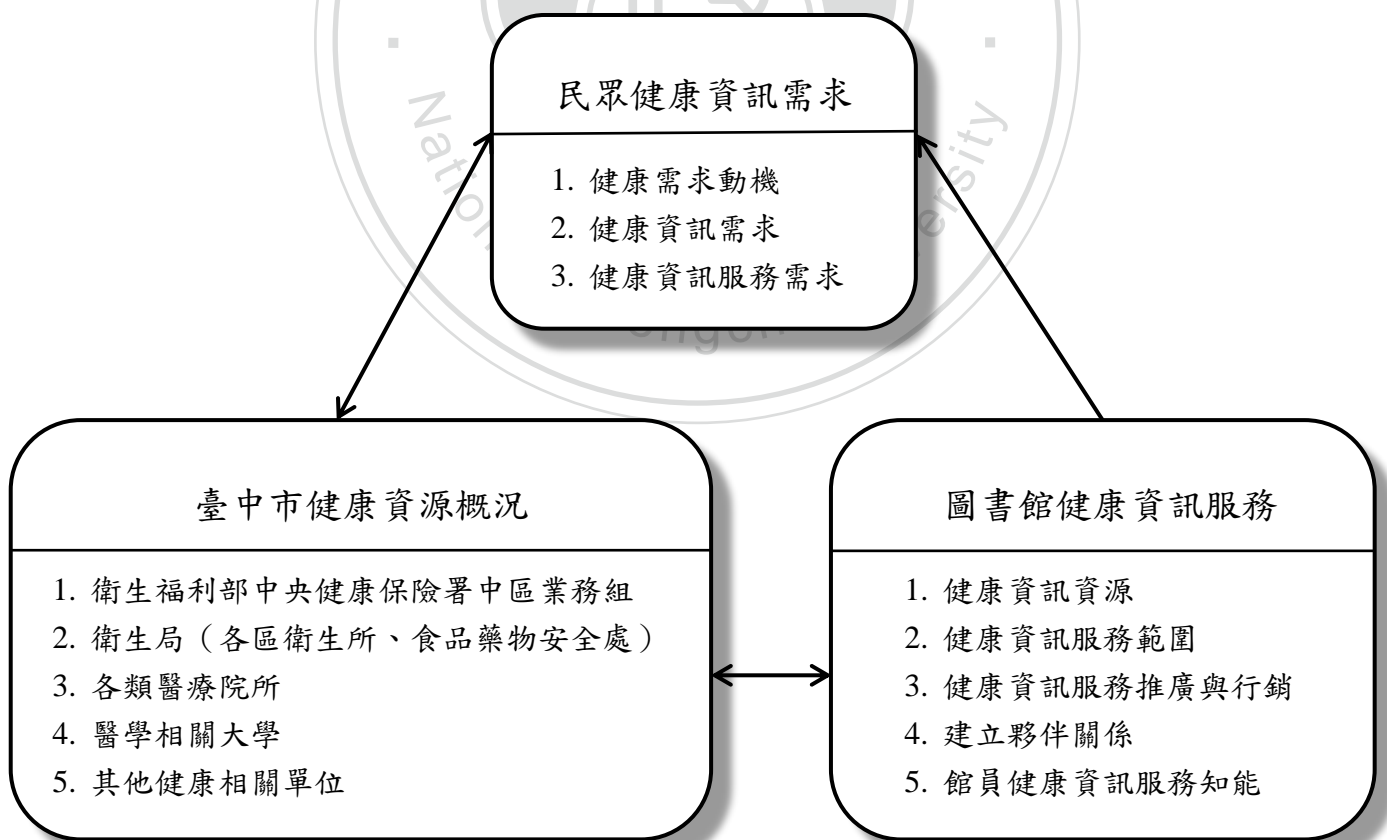 民眾健康資訊需求
1. 健康需求動機
2. 健康資訊需求
3. 健康資訊服務需求
臺中市健康資源概況
1. 衛生福利部中央健康保險署中區業務組
2. 衛生局（各區衛生所、食品藥物安全處）
3. 各類醫療院所
4. 醫學相關大學
5. 其他健康相關單位
圖書館健康資訊服務
1. 健康資訊資源
2. 健康資訊服務範圍
3. 健康資訊服務推廣與行銷
4. 建立夥伴關係
5. 館員健康資訊服務知能